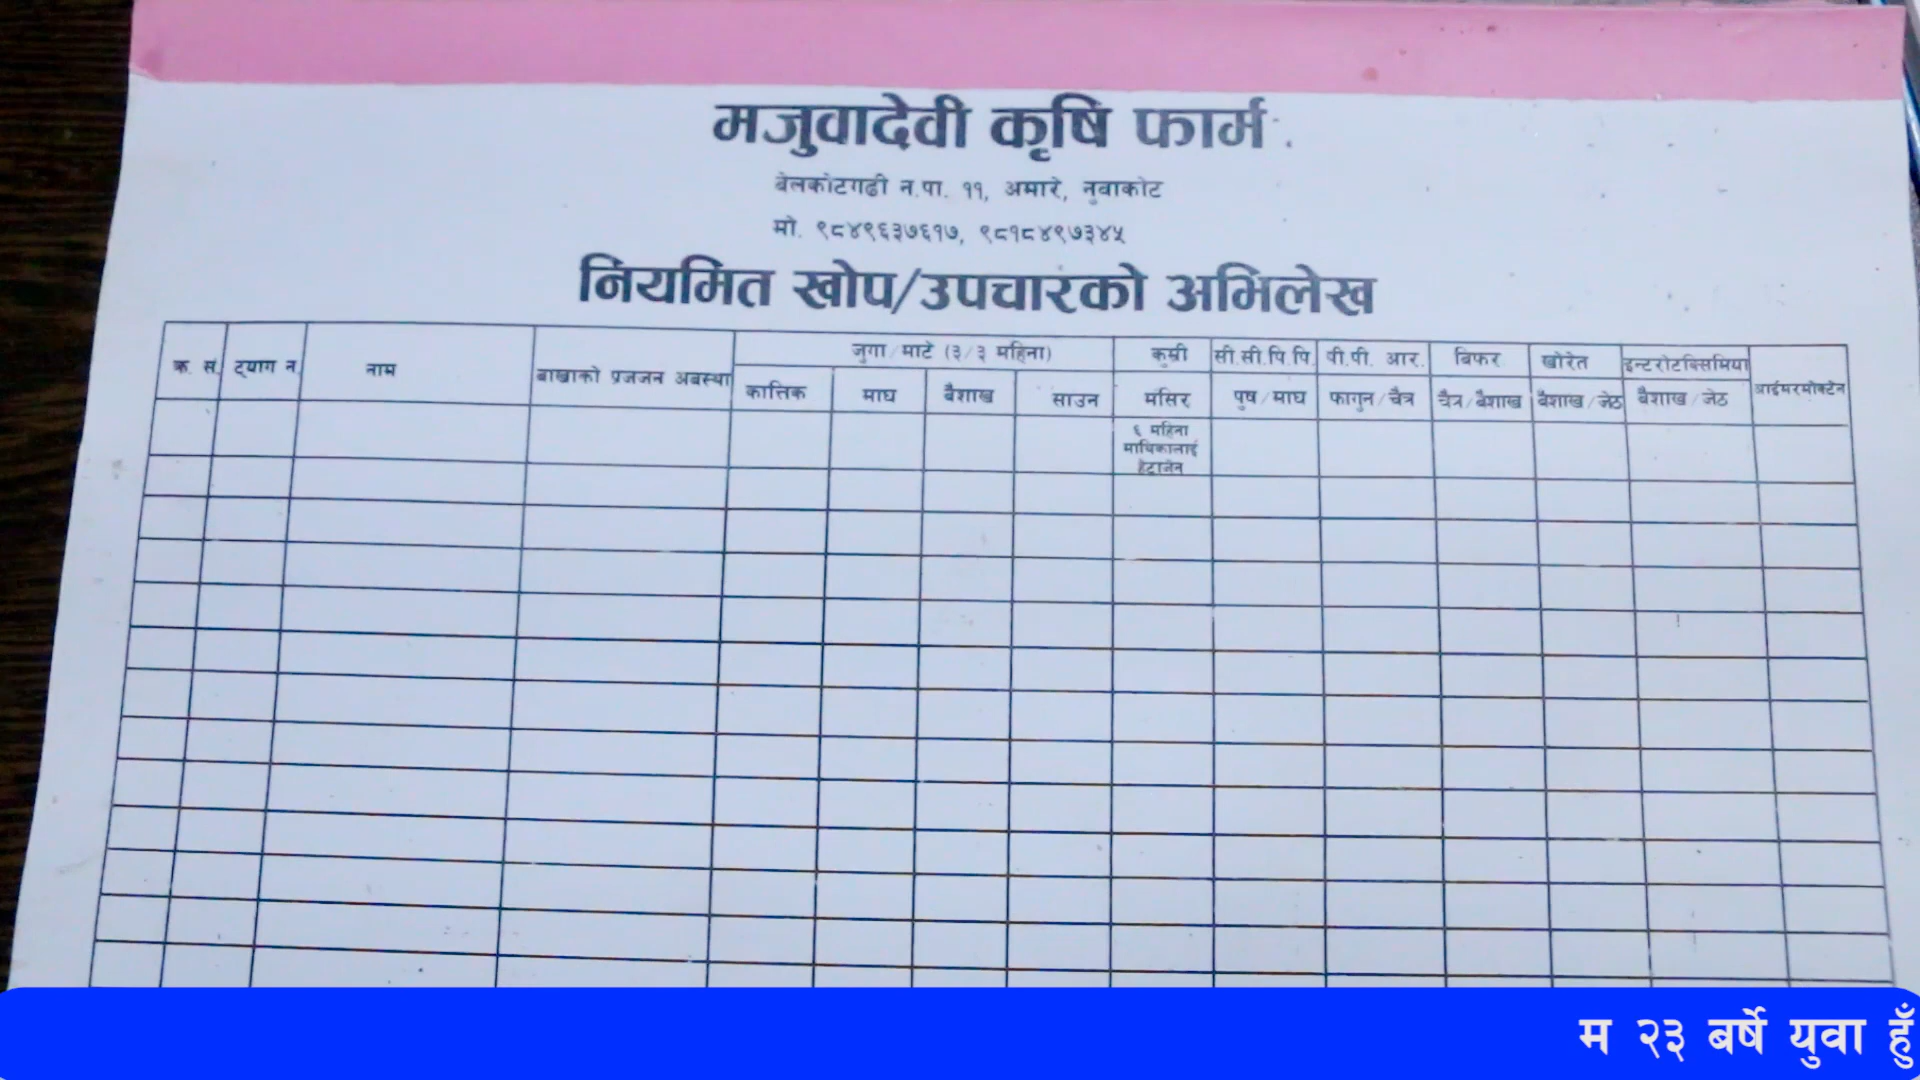 मजुवादेवी कृषि फार्म
बेलकोटगढी न.पा. ११, अमारे, नुवाकोट
मो. ९८४९६३७६१७, ९८१८४९७३४५
नियमित खोप/उपचारको अभिलेख
क्र. सं. ट्याग न. नाम बाख्राको प्रजजन अवस्था जुगा/माटे (३/३ महिना) कुम्री सी.सी.पि.पि. पी.पी. आर. बिफर खोरेत इन्टरोटक्सिमिया आईभरमोक्टेन
कात्तिक माघ बैशाख साउन मंसिर पुष/माघ फागुन/चैत्र चैत्र/बैशाख बैशाख/जेठ बैशाख/जेठ
६ महिना
माथिकालाई
म २३ बर्षे युवा हुँ